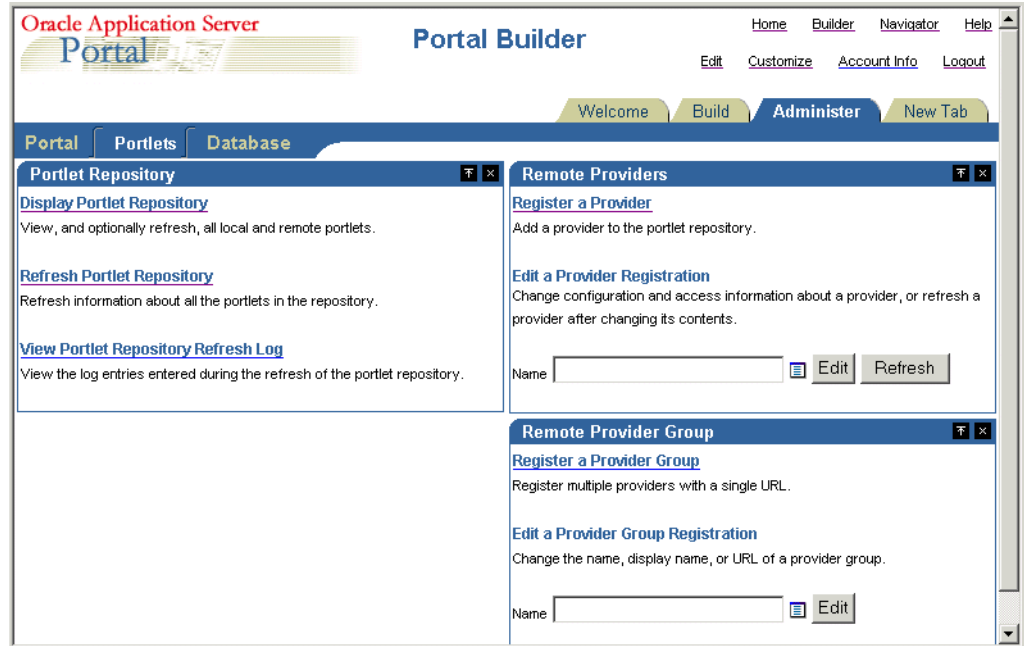 Oracle Application Server
Portal
Portal Builder
Home Builder Navigator Help
Edit Customize Account Info Logout
Welcome Build Administer New Tab
Portal Portlets Database
Portlet Repository
Display Portlet Repository
View, and optionally refresh, all local and remote portlets.
Refresh Portlet Repository
Refresh information about all the portlets in the repository.
View Portlet Repository Refresh Log
View the log entries entered during the refresh of the portlet repository.
Remote Providers
Register a Provider
Add a provider to the portlet repository.
Edit a Provider Registration
Change configuration and access information about a provider, or refresh a
provider after changing its contents.
Name Edit Refresh
Remote Provider Group
Register a Provider Group
Register multiple providers with a single URL.
Edit a Provider Group Registration
Change the name, display name, or URL of a provider group.
Name Edit